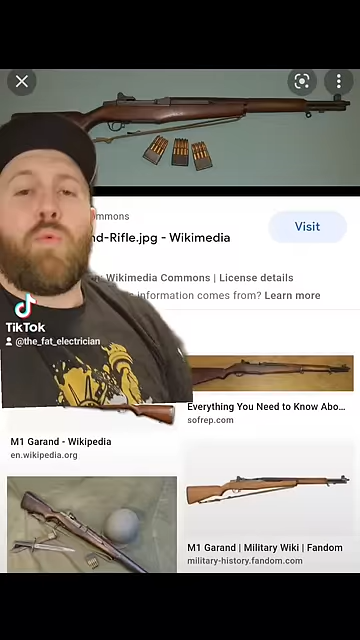 ommons
nd-Rifle.jpg - Wikimedia
Visit
Wikimedia Commons | License details
information comes from? Learn more
TikTok
@the_fat_electrician
Everything You Need to Know Abo...
sofrep.com
M1 Garand - Wikipedia
en.wikipedia.org
M1 Garand | Military Wiki | Fandom
military-history.fandom.com